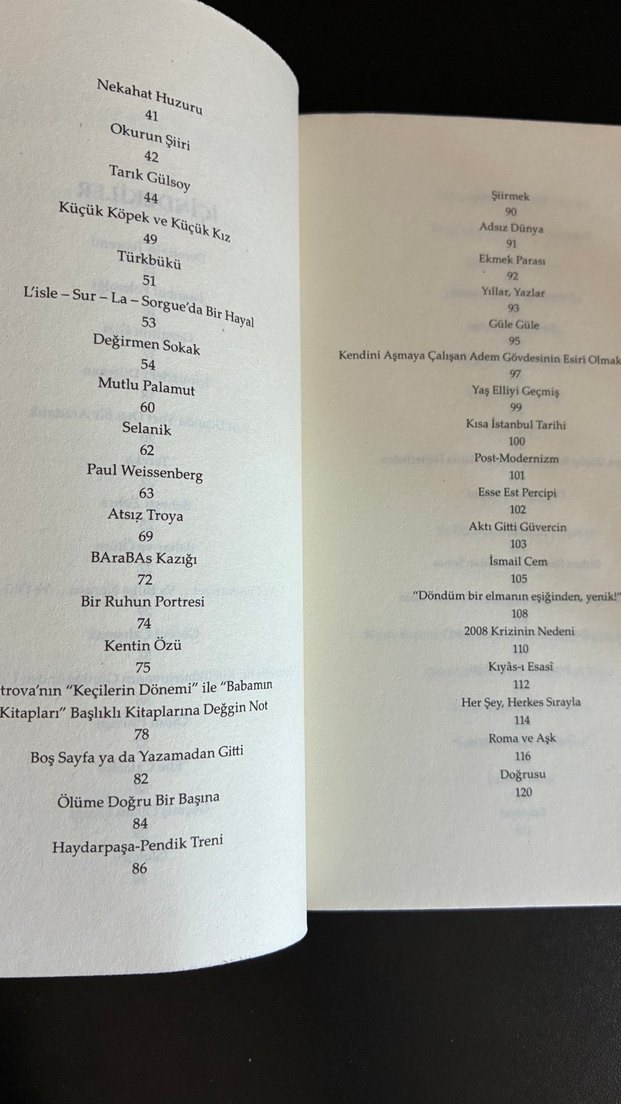 Nekahat Huzuru
41
Okurun Şiiri
42
Tarık Gülsoy
44
Küçük Köpek ve Küçük Kız
49
Türkbükü
51
L'isle – Sur – La – Sorgue'da Bir Hayal
53
Değirmen Sokak
54
Mutlu Palamut
60
Selanik
62
Paul Weissenberg
63
Atsız Troya
69
BAraBAs Kazığı
72
Bir Ruhun Portresi
74
Kentin Özü
75
trova'nın "Keçilerin Dönemi" ile "Babamın
Kitapları" Başlıklı Kitaplarına Değgin Not
78
Boş Sayfa ya da Yazamadan Gitti
82
Ölüme Doğru Bir Başına
84
Haydarpaşa-Pendik Treni
86
Şiirmek
90
Adsız Dünya
91
Ekmek Parası
92
Yıllar, Yazlar
93
Güle Güle
95
Kendini Aşmaya Çalışan Adem Gövdesinin Esiri Olmak
97
Yaş Elliyi Geçmiş
99
Kısa İstanbul Tarihi
100
Post-Modernizm
101
Esse Est Percipi
102
Aktı Gitti Güvercin
103
İsmail Cem
105
"Döndüm bir elmanın eşiğinden, yenik!"
108
2008 Krizinin Nedeni
110
Kıyâs-ı Esasî
112
Her Şey, Herkes Sırayla
114
Roma ve Aşk
116
Doğrusu
120